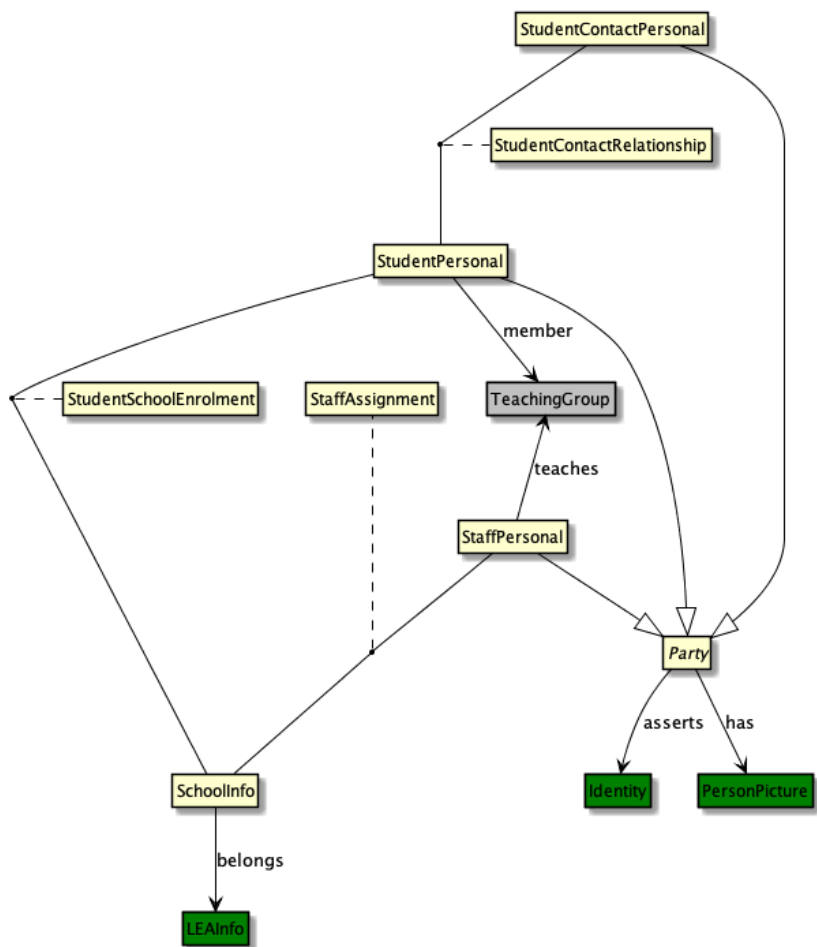 StudentContactPersonal
StudentContactRelationship
StudentPersonal
member
StudentSchoolEnrolment
StaffAssignment
TeachingGroup
teaches
StaffPersonal
Party
asserts
has
SchoolInfo
Identity
PersonPicture
belongs
LEAInfo